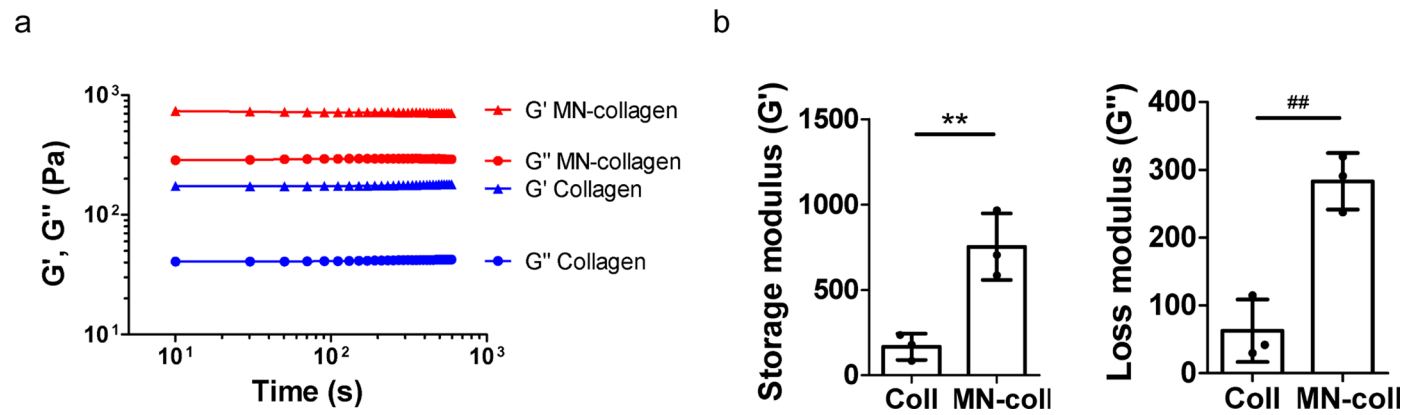 a
b
G', G'' (Pa)
10³
10²
10¹
10¹ 10² 10³
Time (s)
G' MN-collagen
G'' MN-collagen
G' Collagen
G'' Collagen
Storage modulus (G')
1500
1000
500
0
**
Coll MN-coll
Loss modulus (G'')
400
300
200
100
0
##
Coll MN-coll